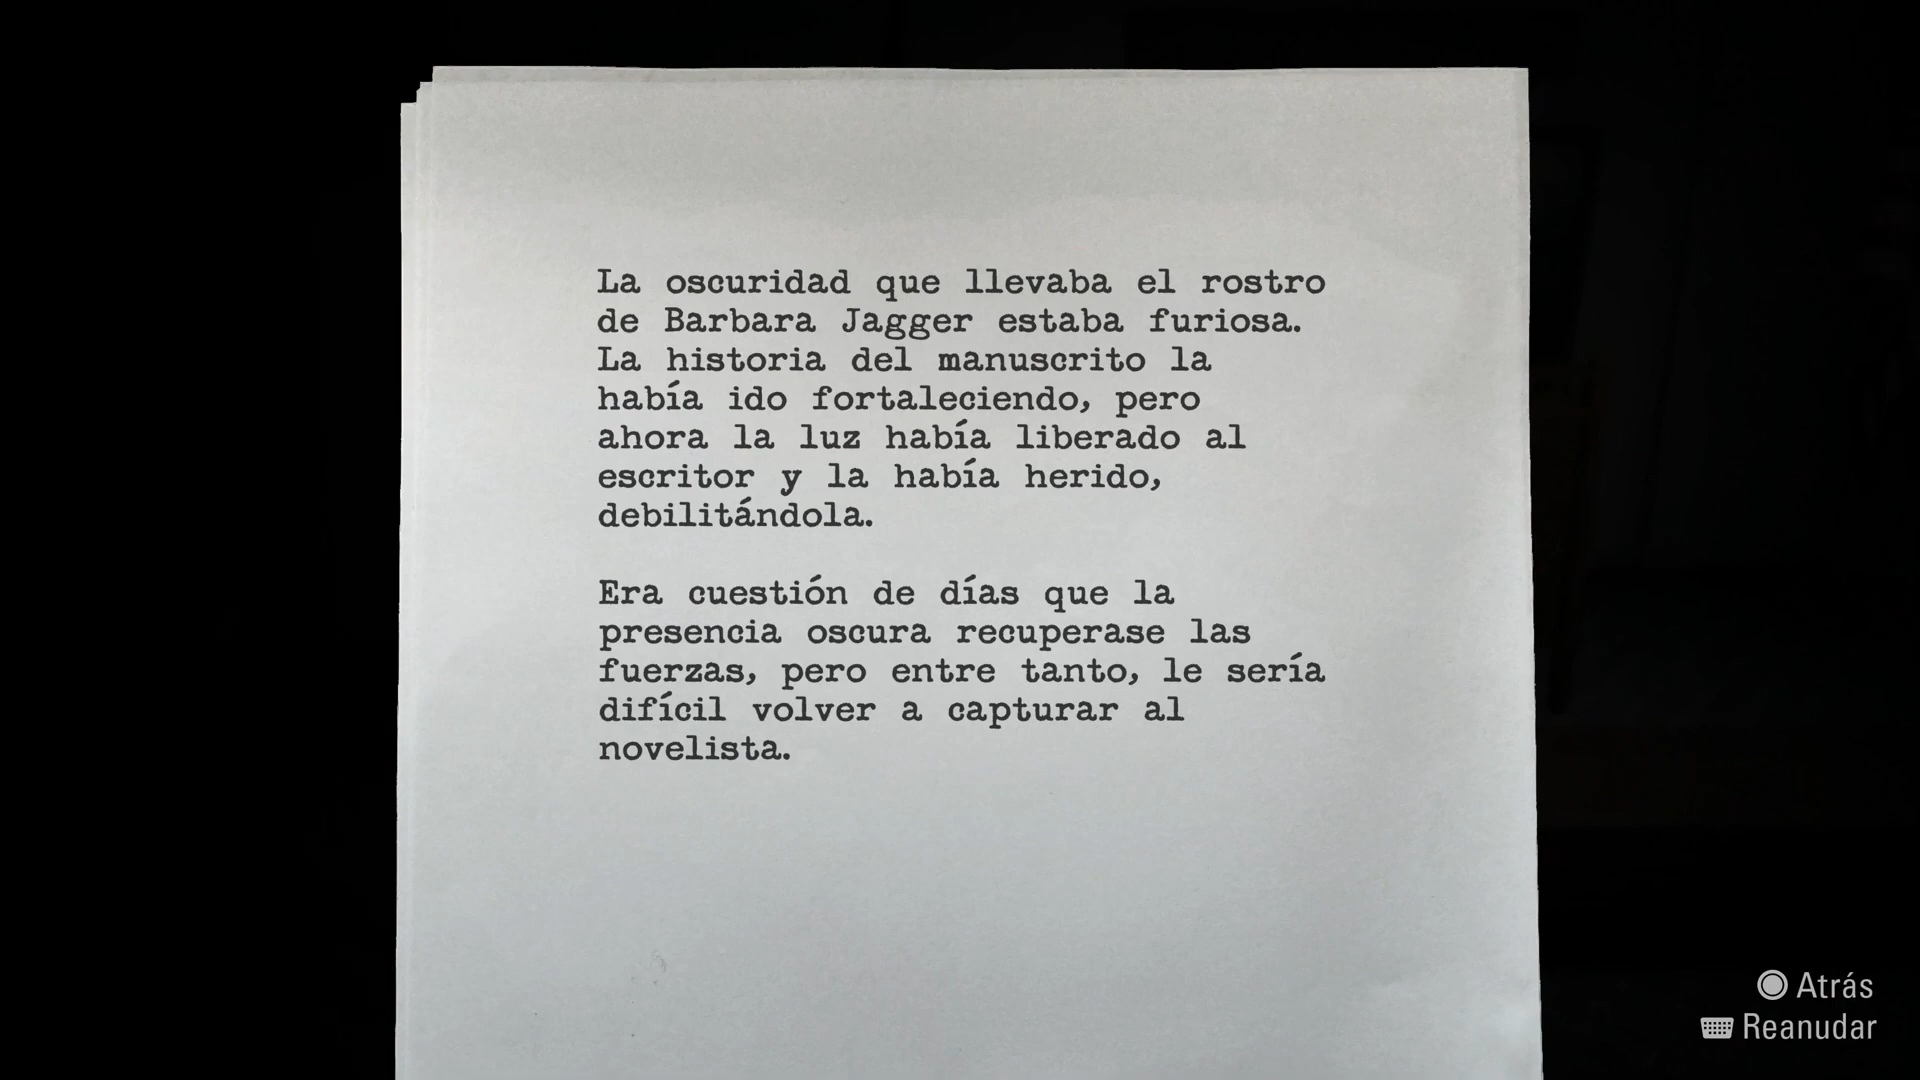 La oscuridad que llevaba el rostro
de Barbara Jagger estaba furiosa.
La historia del manuscrito la
había ido fortaleciendo, pero
ahora la luz había liberado al
escritor y la había herido,
debilitándola.
Era cuestión de días que la
presencia oscura recuperase las
fuerzas, pero entre tanto, le sería
difícil volver a capturar al
novelista.
Atrás
Reanudar